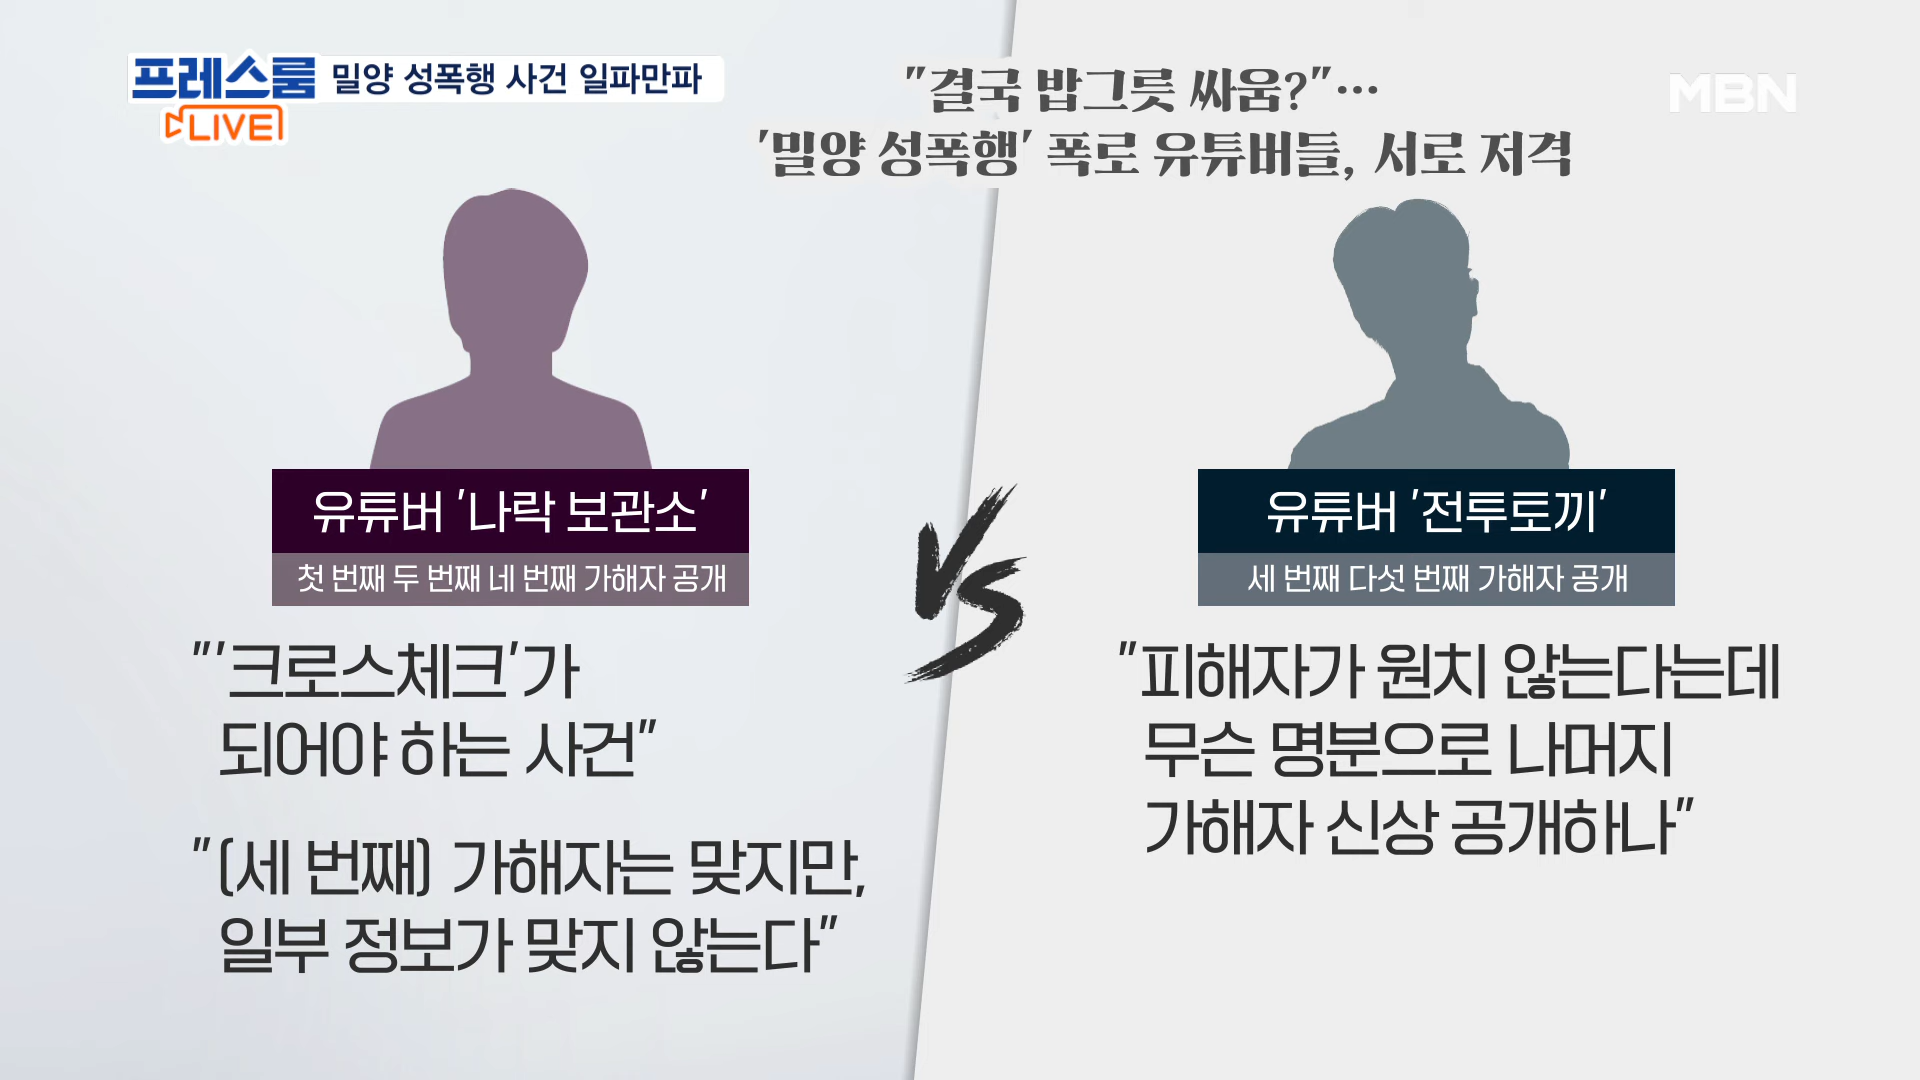 프레스룸 밀양 성폭행 사건 일파만파
LIVE
MBN
"결국 밥그릇 싸움?"…
'밀양 성폭행' 폭로 유튜버들, 서로 저격
유튜버 '나락 보관소'
첫 번째 두 번째 네 번째 가해자 공개
"'크로스체크'가
되어야 하는 사건"
"(세 번째) 가해자는 맞지만,
일부 정보가 맞지 않는다"
VS
유튜버 '전투토끼'
세 번째 다섯 번째 가해자 공개
"피해자가 원치 않는다는데
무슨 명분으로 나머지
가해자 신상 공개하나"